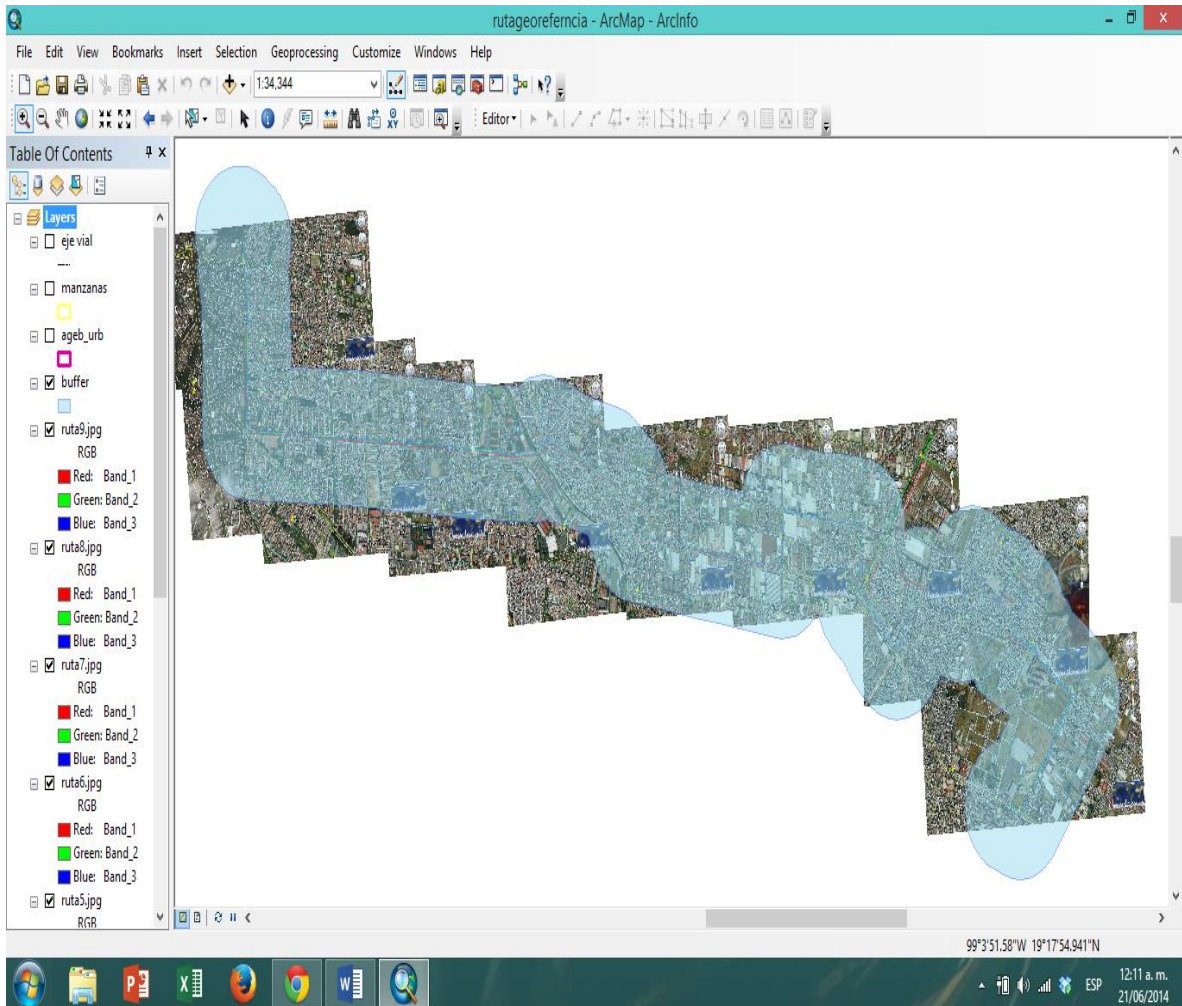 rutageoreferncia - ArcMap - ArcInfo
File Edit View Bookmarks Insert Selection Geoprocessing Customize Windows Help
1:34,344
Editor
Table Of Contents
Layers
eje vial
manzanas
ageb_urb
buffer
ruta9.jpg
RGB
Red: Band_1
Green: Band_2
Blue: Band_3
ruta8.jpg
RGB
Red: Band_1
Green: Band_2
Blue: Band_3
ruta7.jpg
RGB
Red: Band_1
Green: Band_2
Blue: Band_3
ruta6.jpg
RGB
Red: Band_1
Green: Band_2
Blue: Band_3
ruta5.jpg
RGB
99°3'51.58"W 19°17'54.941"N
ESP
12:11 a. m.
21/06/2014